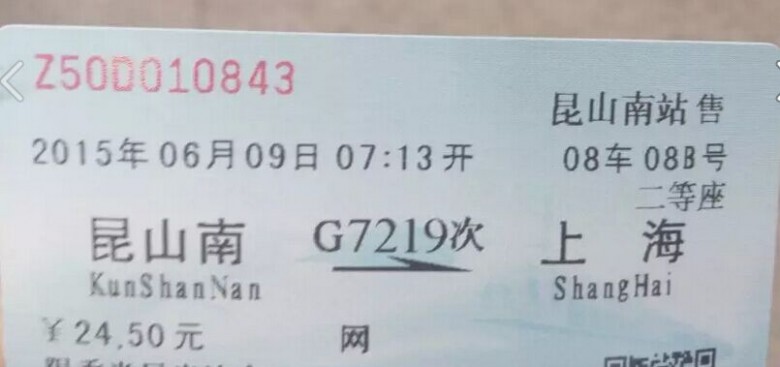 Z50D010843
昆山南站售
2015年06月09日07:13开 08车08B号
二等座
昆山南 G7219次 上海
KunShanNan ShangHai
￥24.50元 网